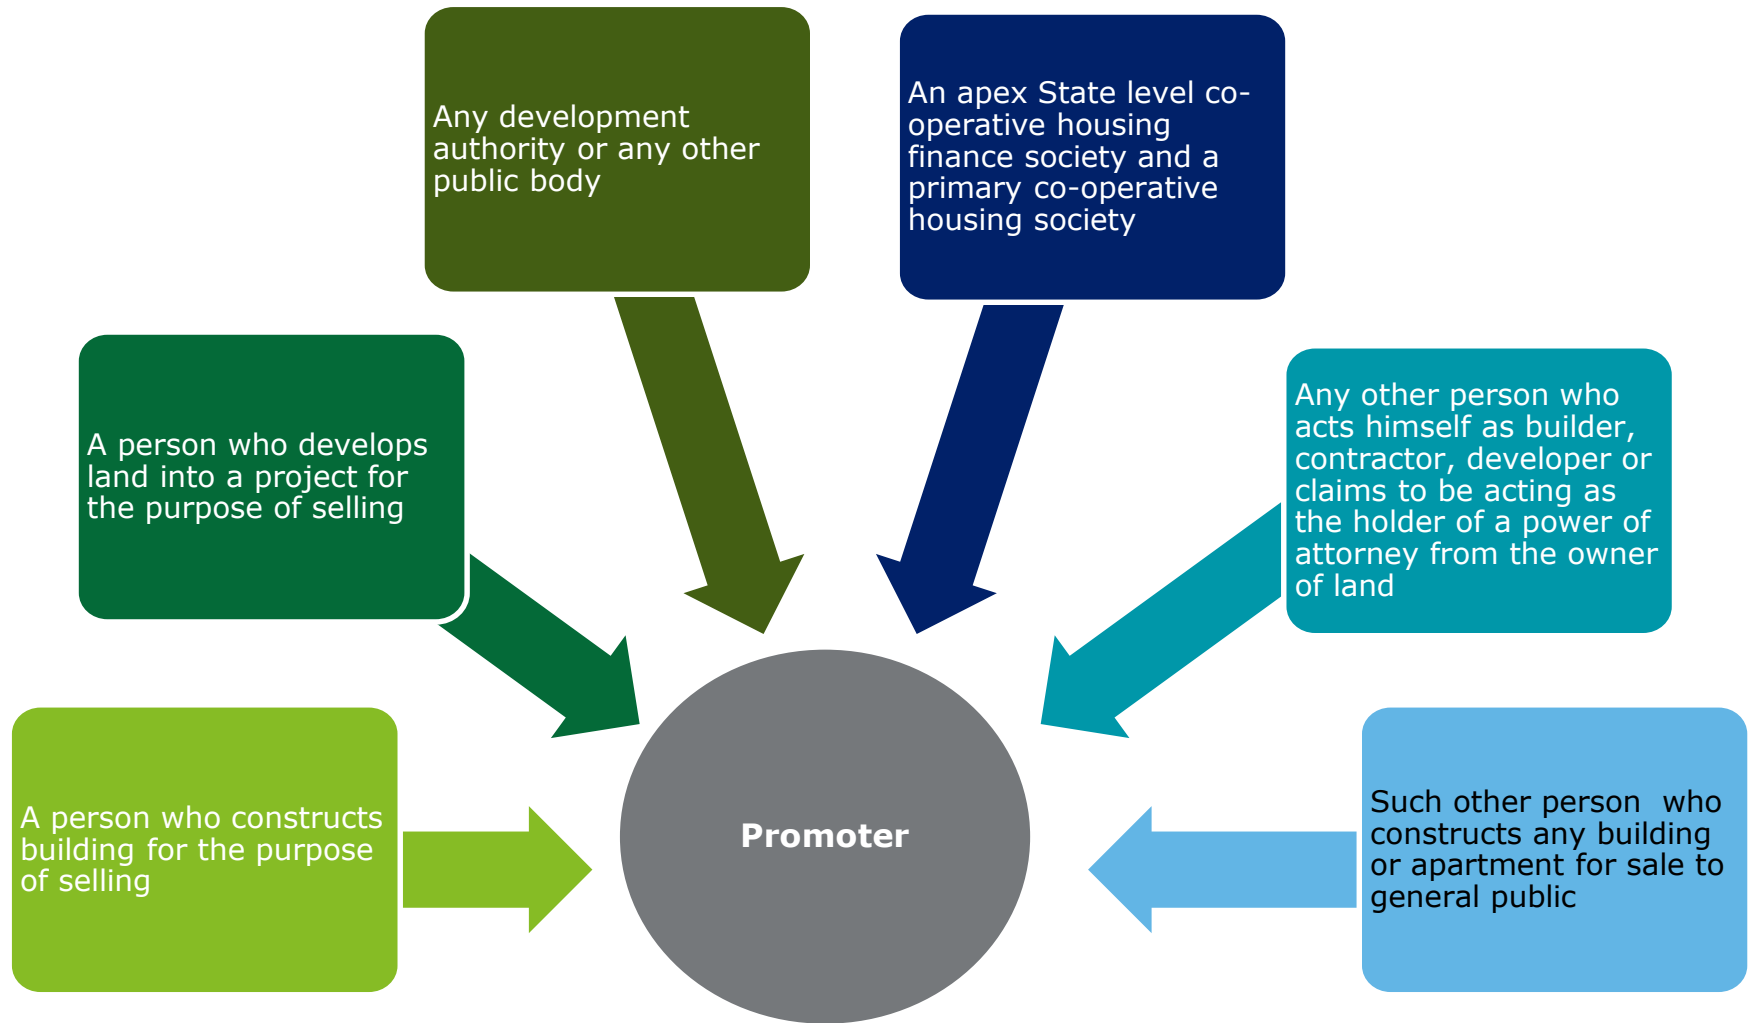 Any development
authority or any other
public body
An apex State level co-
operative housing
finance society and a
primary co-operative
housing society
A person who develops
land into a project for
the purpose of selling
Any other person who
acts himself as builder,
contractor, developer or
claims to be acting as
the holder of a power of
attorney from the owner
of land
A person who constructs
building for the purpose
of selling
Promoter
Such other person  who
constructs any building
or apartment for sale to
general public